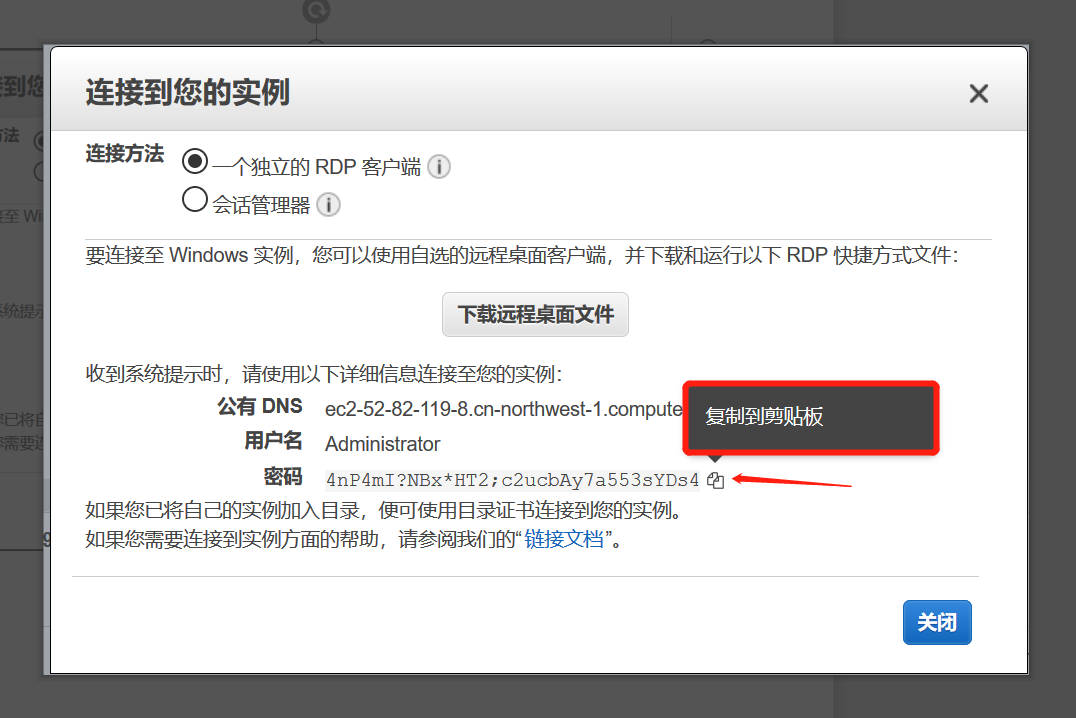 连接到您的实例
连接方法
一个独立的 RDP 客户端
会话管理器
要连接至 Windows 实例，您可以使用自选的远程桌面客户端，并下载和运行以下 RDP 快捷方式文件：
下载远程桌面文件
收到系统提示时，请使用以下详细信息连接至您的实例：
公有 DNS ec2-52-82-119-8.cn-northwest-1.compute
复制到剪贴板
用户名 Administrator
密码 4nP4mI?NBx*HT2;c2ucbAy7a553sYDs4
如果您已将自己的实例加入目录，便可使用目录证书连接到您的实例。
如果您需要连接到实例方面的帮助，请参阅我们的“链接文档”。
关闭